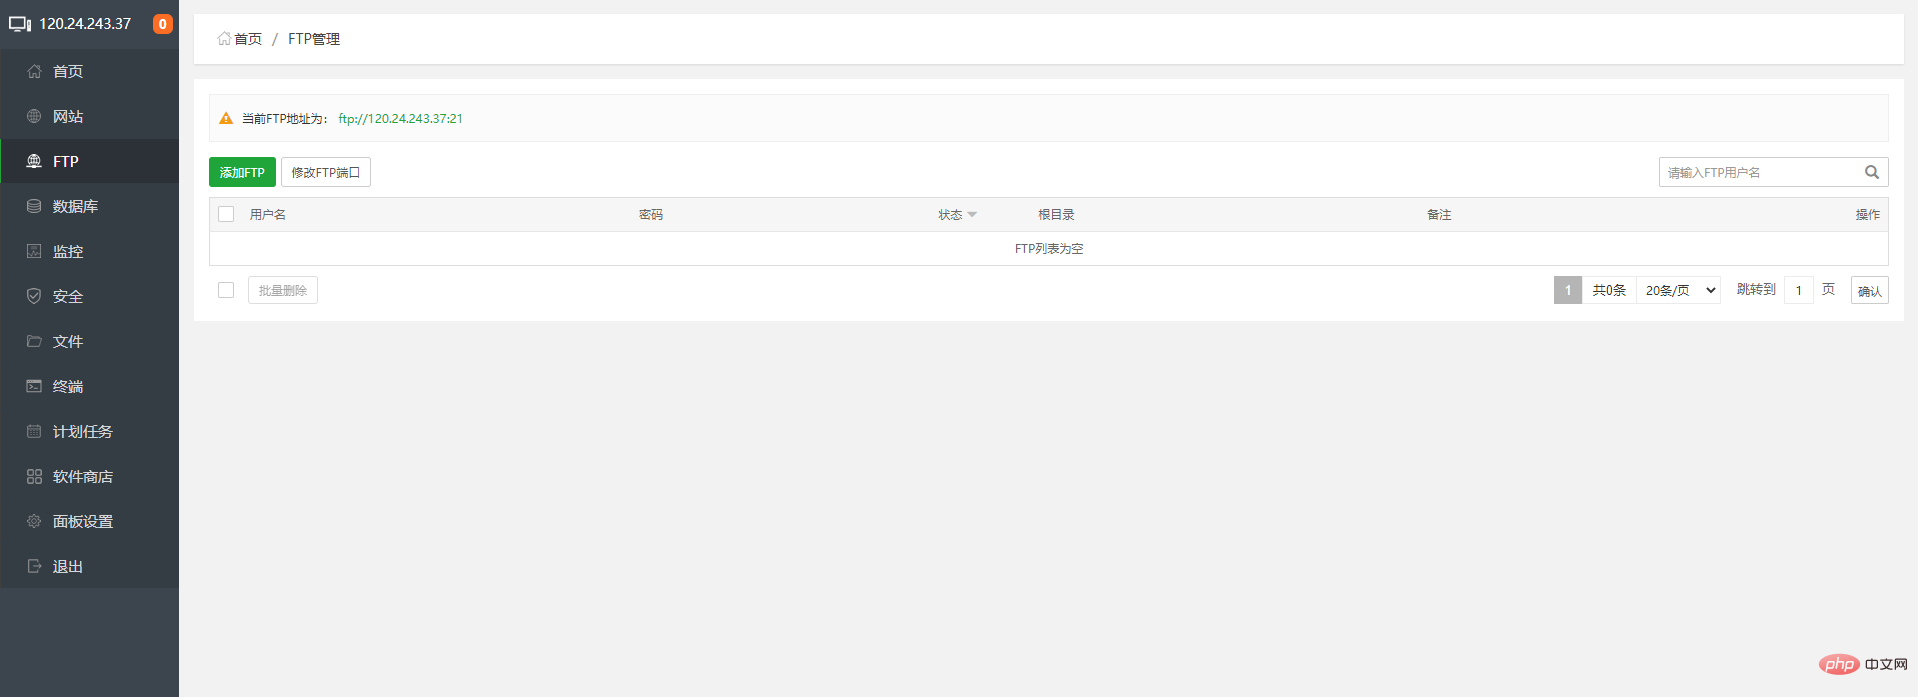 120.24.243.37 0
首页
网站
FTP
数据库
监控
安全
文件
终端
计划任务
软件商店
面板设置
退出
首页 / FTP管理
当前FTP地址为： ftp://120.24.243.37:21
添加FTP 修改FTP端口 请输入FTP用户名
用户名 密码 状态 根目录 备注 操作
FTP列表为空
批量删除 1 共0条 20条/页 跳转到 1 页 确认
php 中文网